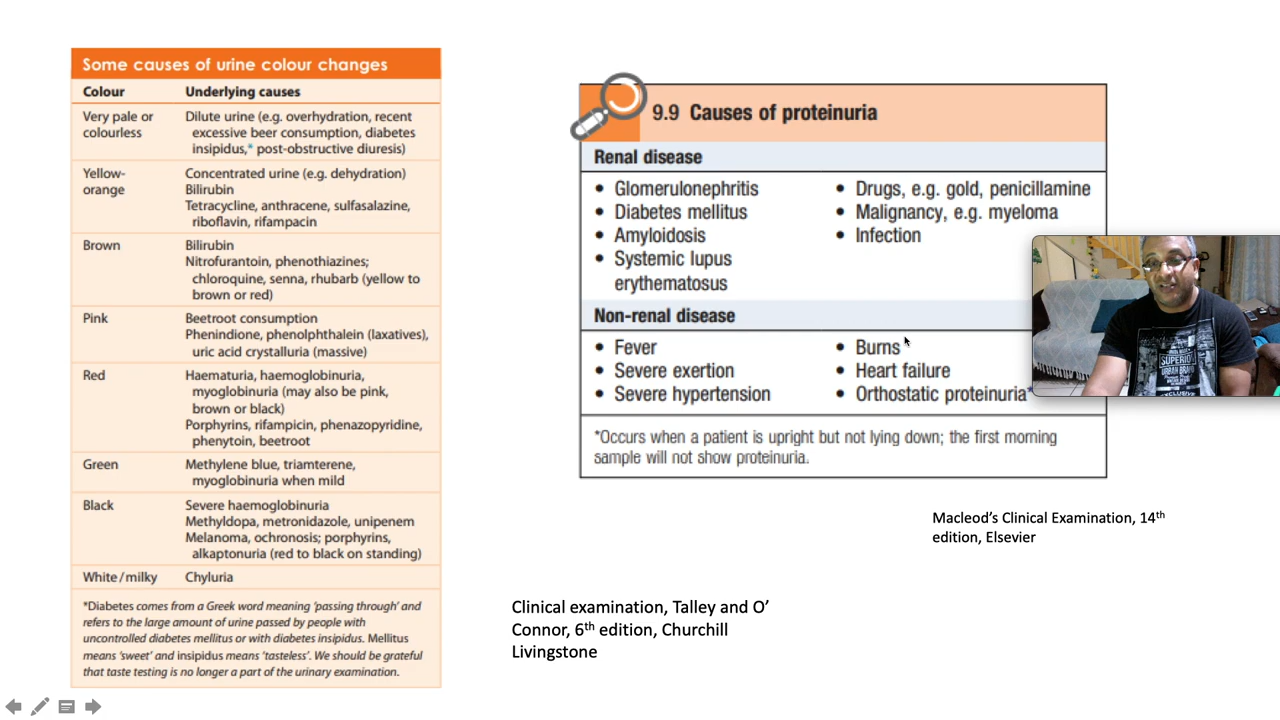 Some causes of urine colour changes
Colour Underlying causes
Very pale or colourless Dilute urine (e.g. overhydration, recent
excessive beer consumption, diabetes
insipidus,* post-obstructive diuresis)
Yellow-orange Concentrated urine (e.g. dehydration)
Bilirubin
Tetracycline, anthracene, sulfasalazine,
riboflavin, rifampacin
Brown Bilirubin
Nitrofurantoin, phenothiazines;
chloroquine, senna, rhubarb (yellow to
brown or red)
Pink Beetroot consumption
Phenindione, phenolphthalein (laxatives),
uric acid crystalluria (massive)
Red Haematuria, haemoglobinuria,
myoglobinuria (may also be pink,
brown or black)
Porphyrins, rifampicin, phenazopyridine,
phenytoin, beetroot
Green Methylene blue, triamterene,
myoglobinuria when mild
Black Severe haemoglobinuria
Methyldopa, metronidazole, unipenem
Melanoma, ochronosis; porphyrins,
alkaptonuria (red to black on standing)
White/milky Chyluria
*Diabetes comes from a Greek word meaning 'passing through' and
refers to the large amount of urine passed by people with
uncontrolled diabetes mellitus or with diabetes insipidus. Mellitus
means 'sweet' and insipidus means 'tasteless'. We should be grateful
that taste testing is no longer a part of the urinary examination.
9.9 Causes of proteinuria
Renal disease
• Glomerulonephritis
• Diabetes mellitus
• Amyloidosis
• Systemic lupus
erythematosus
• Drugs, e.g. gold, penicillamine
• Malignancy, e.g. myeloma
• Infection
Non-renal disease
• Fever
• Severe exertion
• Severe hypertension
• Burns
• Heart failure
• Orthostatic proteinuria*
*Occurs when a patient is upright but not lying down; the first morning
sample will not show proteinuria.
Macleod's Clinical Examination, 14th
edition, Elsevier
Clinical examination, Talley and O'
Connor, 6th edition, Churchill
Livingstone
SUPERIOR
URBAN BRAND
EXCLUSIVE